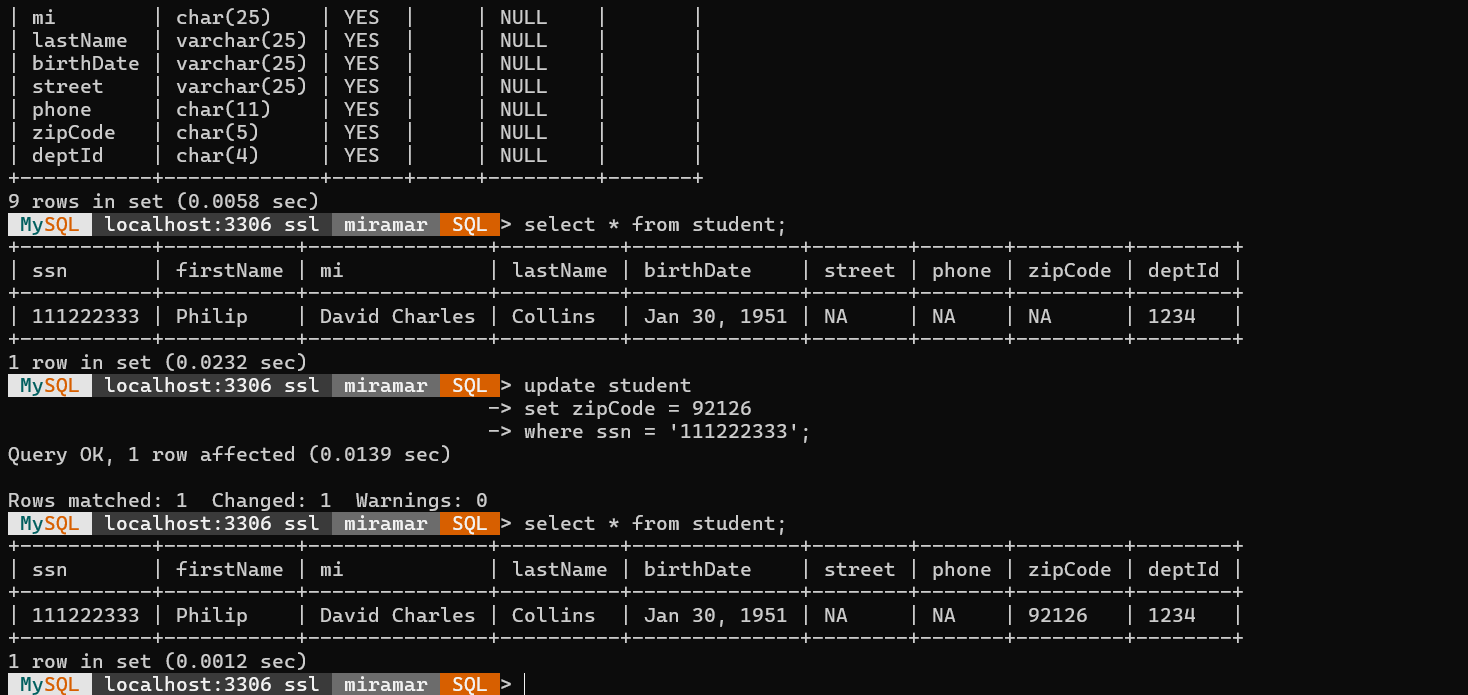 | mi        | char(25)    | YES  |     | NULL    |       |
| lastName  | varchar(25) | YES  |     | NULL    |       |
| birthDate | varchar(25) | YES  |     | NULL    |       |
| street    | varchar(25) | YES  |     | NULL    |       |
| phone     | char(11)    | YES  |     | NULL    |       |
| zipCode   | char(5)     | YES  |     | NULL    |       |
| deptId    | char(4)     | YES  |     | NULL    |       |
+-----------+-------------+------+-----+---------+-------+
9 rows in set (0.0058 sec)
MySQL localhost:3306 ssl miramar SQL > select * from student;
+-----------+-----------+---------------+----------+--------------+--------+-------+---------+--------+
| ssn       | firstName | mi            | lastName | birthDate    | street | phone | zipCode | deptId |
+-----------+-----------+---------------+----------+--------------+--------+-------+---------+--------+
| 111222333 | Philip    | David Charles | Collins  | Jan 30, 1951 | NA     | NA    | NA      | 1234   |
+-----------+-----------+---------------+----------+--------------+--------+-------+---------+--------+
1 row in set (0.0232 sec)
MySQL localhost:3306 ssl miramar SQL > update student
-> set zipCode = 92126
-> where ssn = '111222333';
Query OK, 1 row affected (0.0139 sec)
Rows matched: 1  Changed: 1  Warnings: 0
MySQL localhost:3306 ssl miramar SQL > select * from student;
+-----------+-----------+---------------+----------+--------------+--------+-------+---------+--------+
| ssn       | firstName | mi            | lastName | birthDate    | street | phone | zipCode | deptId |
+-----------+-----------+---------------+----------+--------------+--------+-------+---------+--------+
| 111222333 | Philip    | David Charles | Collins  | Jan 30, 1951 | NA     | NA    | 92126   | 1234   |
+-----------+-----------+---------------+----------+--------------+--------+-------+---------+--------+
1 row in set (0.0012 sec)
MySQL localhost:3306 ssl miramar SQL >